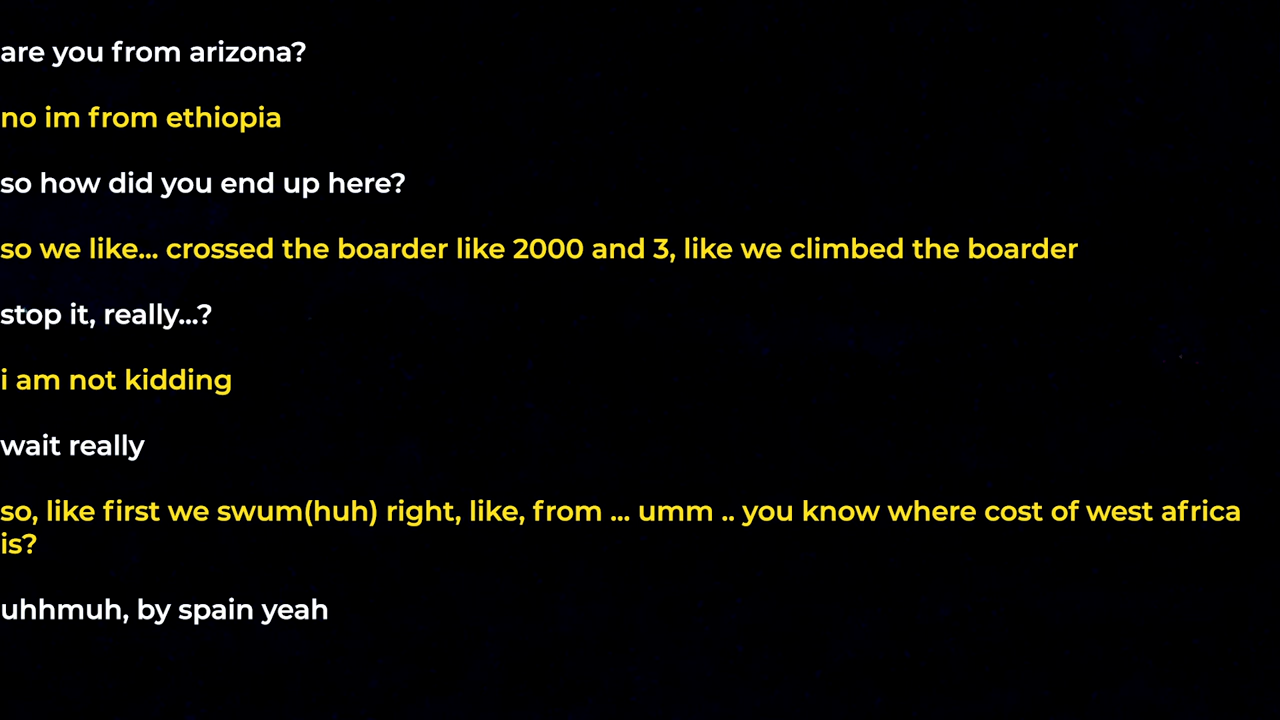 are you from arizona?
no im from ethiopia
so how did you end up here?
so we like... crossed the boarder like 2000 and 3, like we climbed the boarder
stop it, really...?
i am not kidding
wait really
so, like first we swum(huh) right, like, from ... umm .. you know where cost of west africa
is?
uhhmuh, by spain yeah